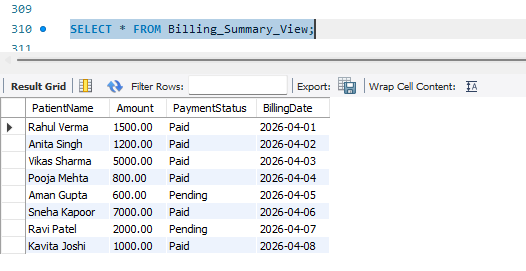 309
310 SELECT * FROM Billing_Summary_View;
311
Result Grid Filter Rows: Export: Wrap Cell Content:
PatientName Amount PaymentStatus BillingDate
Rahul Verma 1500.00 Paid 2026-04-01
Anita Singh 1200.00 Paid 2026-04-02
Vikas Sharma 5000.00 Paid 2026-04-03
Pooja Mehta 800.00 Paid 2026-04-04
Aman Gupta 600.00 Pending 2026-04-05
Sneha Kapoor 7000.00 Paid 2026-04-06
Ravi Patel 2000.00 Pending 2026-04-07
Kavita Joshi 1000.00 Paid 2026-04-08